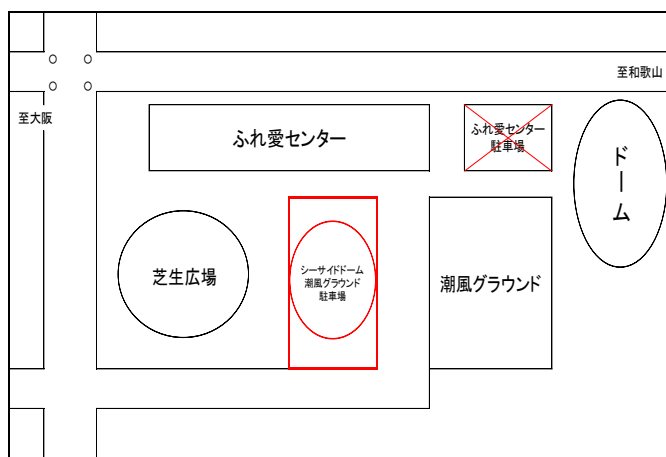 至和歌山
至大阪
ふれ愛センター
ふれ愛センター
駐車場
ドーム
芝生広場
シーサイドドーム
潮風グラウンド
駐車場
潮風グラウンド